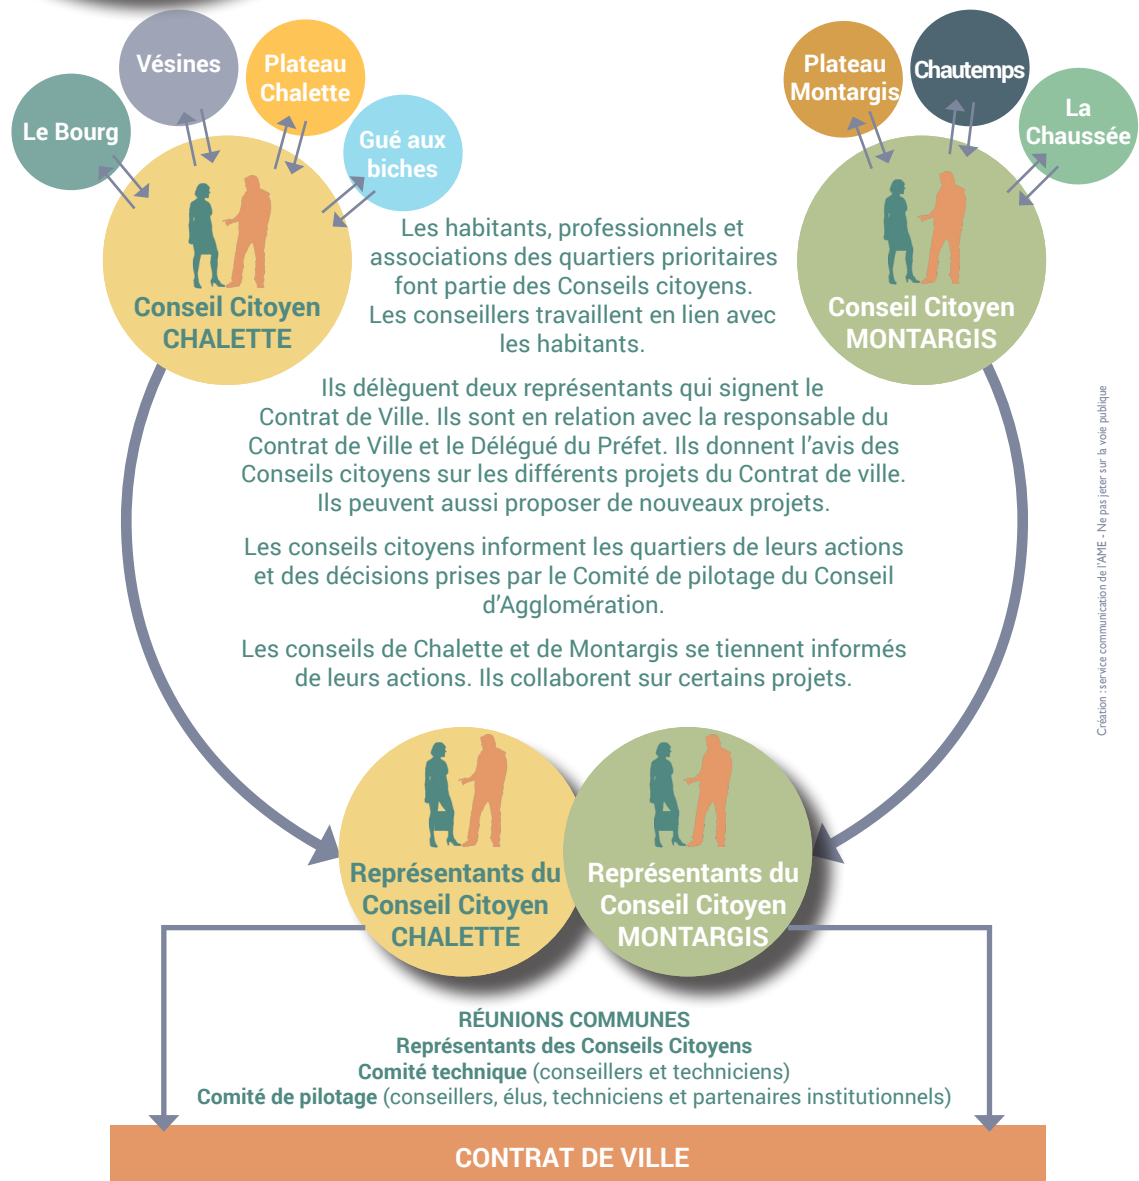 Vésines
Plateau
Chalette
Le Bourg
Gué aux
biches
Plateau
Montargis
Chautemps
La
Chaussée
Conseil Citoyen
CHALETTE
Conseil Citoyen
MONTARGIS
Les habitants, professionnels et
associations des quartiers prioritaires
font partie des Conseils citoyens.
Les conseillers travaillent en lien avec
les habitants.
Ils délèguent deux représentants qui signent le
Contrat de Ville. Ils sont en relation avec la responsable du
Contrat de Ville et le Délégué du Préfet. Ils donnent l’avis des
Conseils citoyens sur les différents projets du Contrat de ville.
Ils peuvent aussi proposer de nouveaux projets.
Les conseils citoyens informent les quartiers de leurs actions
et des décisions prises par le Comité de pilotage du Conseil
d’Agglomération.
Les conseils de Chalette et de Montargis se tiennent informés
de leurs actions. Ils collaborent sur certains projets.
Création : service communication de l’AME - Ne pas jeter sur la voie publique
Représentants du
Conseil Citoyen
CHALETTE
Représentants du
Conseil Citoyen
MONTARGIS
RÉUNIONS COMMUNES
Représentants des Conseils Citoyens
Comité technique (conseillers et techniciens)
Comité de pilotage (conseillers, élus, techniciens et partenaires institutionnels)
CONTRAT DE VILLE